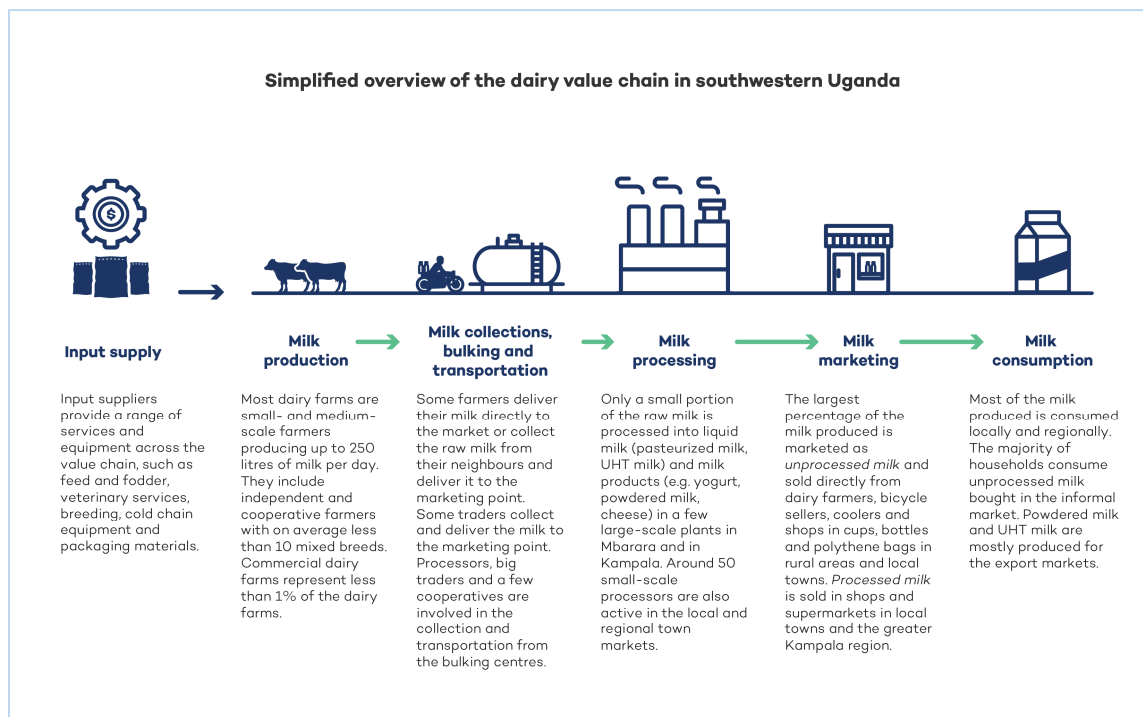 Simplified overview of the dairy value chain in southwestern Uganda
$
Input supply
Input suppliers
provide a range of
services and
equipment across the
value chain, such as
feed and fodder,
veterinary services,
breeding, cold chain
equipment and
packaging materials.
Milk
production
Most dairy farms are
small- and medium-
scale farmers
producing up to 250
litres of milk per day.
They include
independent and
cooperative farmers
with on average less
than 10 mixed breeds.
Commercial dairy
farms represent less
than 1% of the dairy
farms.
Milk collections,
bulking and
transportation
Some farmers deliver
their milk directly to
the market or collect
the raw milk from
their neighbours and
deliver it to the
marketing point.
Some traders collect
and deliver the milk to
the marketing point.
Processors, big
traders and a few
cooperatives are
involved in the
collection and
transportation from
the bulking centres.
Milk
processing
Only a small portion
of the raw milk is
processed into liquid
milk (pasteurized milk,
UHT milk) and milk
products (e.g. yogurt,
powdered milk,
cheese) in a few
large-scale plants in
Mbarara and in
Kampala. Around 50
small-scale
processors are also
active in the local and
regional town
markets.
Milk
marketing
The largest
percentage of the
milk produced is
marketed as
unprocessed milk and
sold directly from
dairy farmers, bicycle
sellers, coolers and
shops in cups, bottles
and polythene bags in
rural areas and local
towns. Processed milk
is sold in shops and
supermarkets in local
towns and the greater
Kampala region.
Milk
consumption
Most of the milk
produced is consumed
locally and regionally.
The majority of
households consume
unprocessed milk
bought in the informal
market. Powdered milk
and UHT milk are
mostly produced for
the export markets.